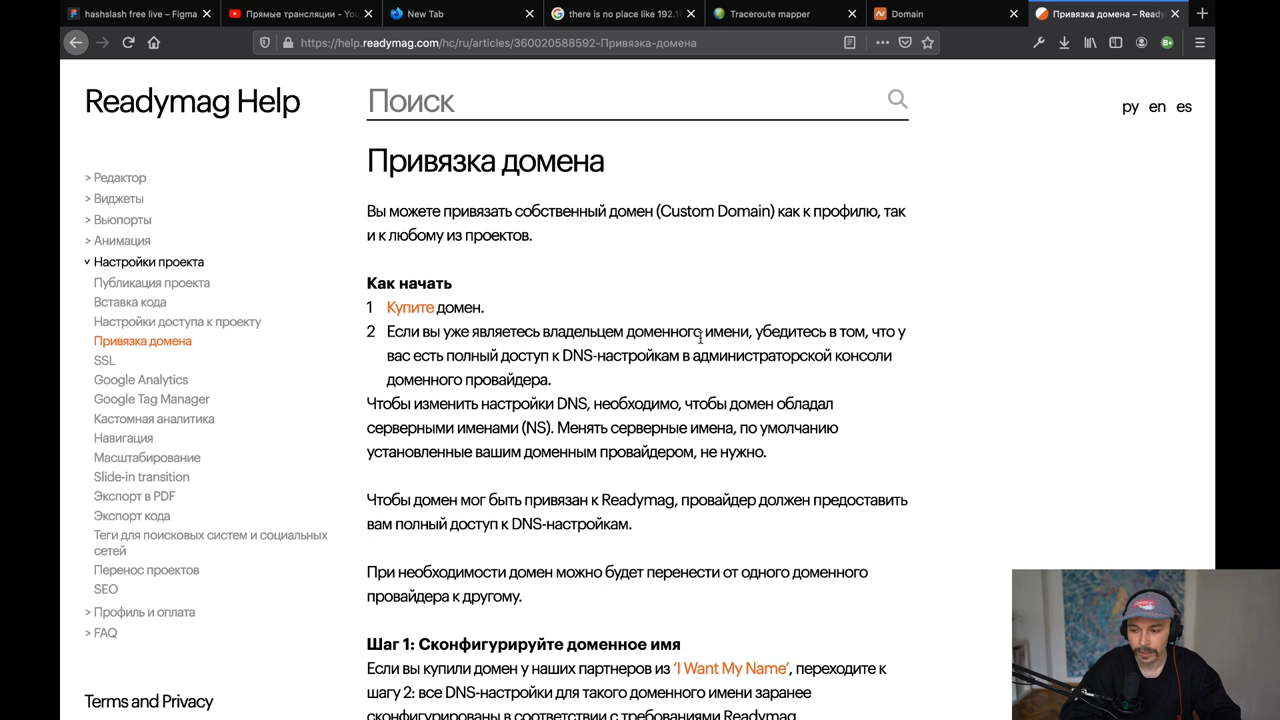 hashslash free live – Figma
Прямые трансляции - You
New Tab
there is no place like 192.1
Traceroute mapper
Domain
Привязка домена – Ready
https://help.readymag.com/hc/ru/articles/360020588592-Привязка-домена
Readymag Help
Поиск
ру en es
> Редактор
> Виджеты
> Вьюпорты
> Анимация
Настройки проекта
Публикация проекта
Вставка кода
Настройки доступа к проекту
Привязка домена
SSL
Google Analytics
Google Tag Manager
Кастомная аналитика
Навигация
Масштабирование
Slide-in transition
Экспорт в PDF
Экспорт кода
Теги для поисковых систем и социальных
сетей
Перенос проектов
SEO
> Профиль и оплата
> FAQ
Terms and Privacy
Привязка домена
Вы можете привязать собственный домен (Custom Domain) как к профилю, так
и к любому из проектов.
Как начать
1 Купите домен.
2 Если вы уже являетесь владельцем доменного имени, убедитесь в том, что у
вас есть полный доступ к DNS-настройкам в администраторской консоли
доменного провайдера.
Чтобы изменить настройки DNS, необходимо, чтобы домен обладал
серверными именами (NS). Менять серверные имена, по умолчанию
установленные вашим доменным провайдером, не нужно.
Чтобы домен мог быть привязан к Readymag, провайдер должен предоставить
вам полный доступ к DNS-настройкам.
При необходимости домен можно будет перенести от одного доменного
провайдера к другому.
Шаг 1: Сконфигурируйте доменное имя
Если вы купили домен у наших партнеров из ‘I Want My Name’, переходите к
шагу 2: все DNS-настройки для такого доменного имени заранее
сконфигурированы в соответствии с требованиями Readymag